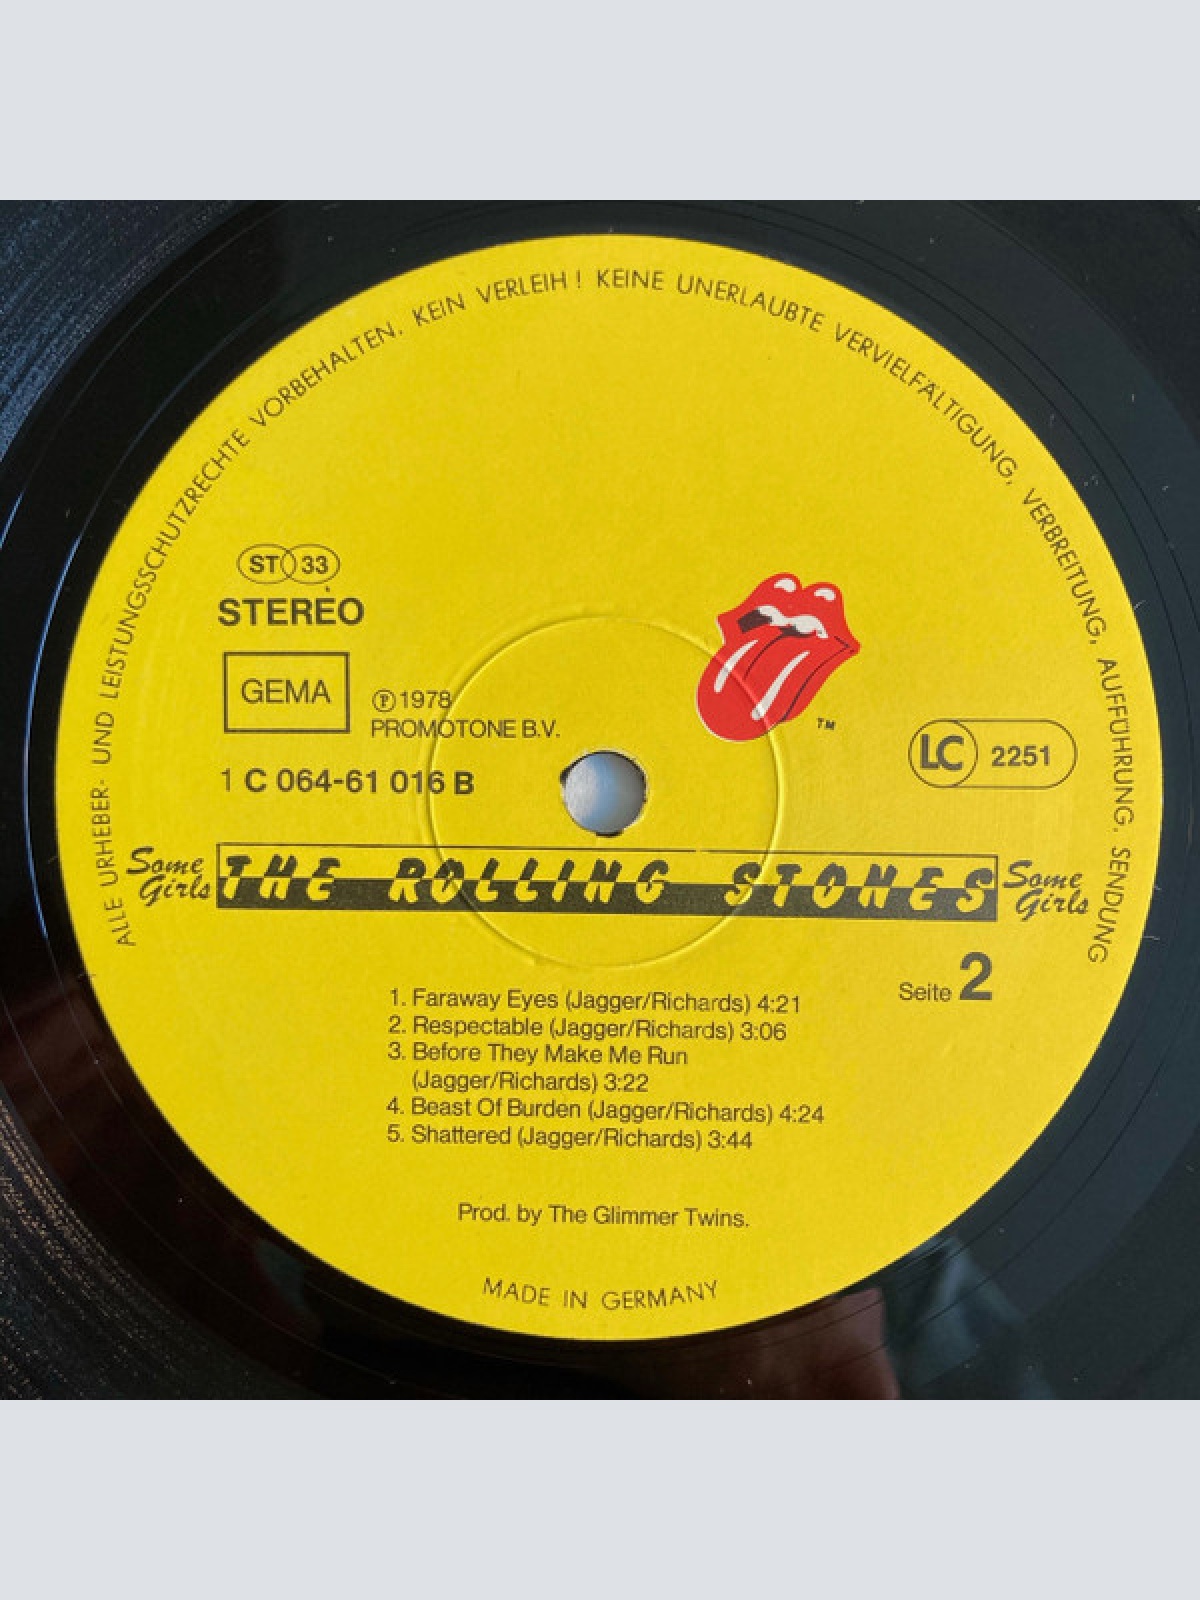 ALLE URHEBER- UND LEISTUNGSSCHUTZRECHTE VORBEHALTEN. KEIN VERLEIH! KEINE UNERLAUBTE VERVIELFÄLTIGUNG, VERBREITUNG, AUFFÜHRUNG, SENDUNG
ST 33
STEREO
GEMA
Ⓟ 1978
PROMOTONE B.V.
TM
LC 2251
1 C 064-61 016 B
Some Girls THE ROLLING STONES Some Girls
Seite 2
1. Faraway Eyes (Jagger/Richards) 4:21
2. Respectable (Jagger/Richards) 3:06
3. Before They Make Me Run
(Jagger/Richards) 3:22
4. Beast Of Burden (Jagger/Richards) 4:24
5. Shattered (Jagger/Richards) 3:44
Prod. by The Glimmer Twins.
MADE IN GERMANY